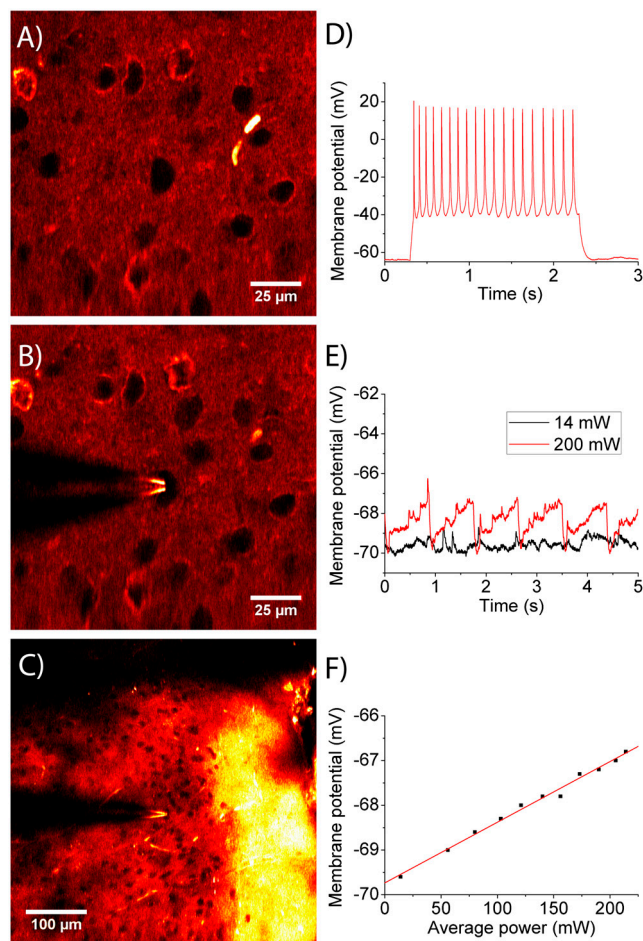 A)
25 µm
B)
25 µm
C)
100 µm
D)
Membrane potential (mV)
20
0
-20
-40
-60
0
1
2
3
Time (s)
E)
Membrane potential (mV)
-62
-64
-66
-68
-70
14 mW
200 mW
0
1
2
3
4
5
Time (s)
F)
Membrane potential (mV)
-66
-67
-68
-69
-70
0
50
100
150
200
Average power (mW)